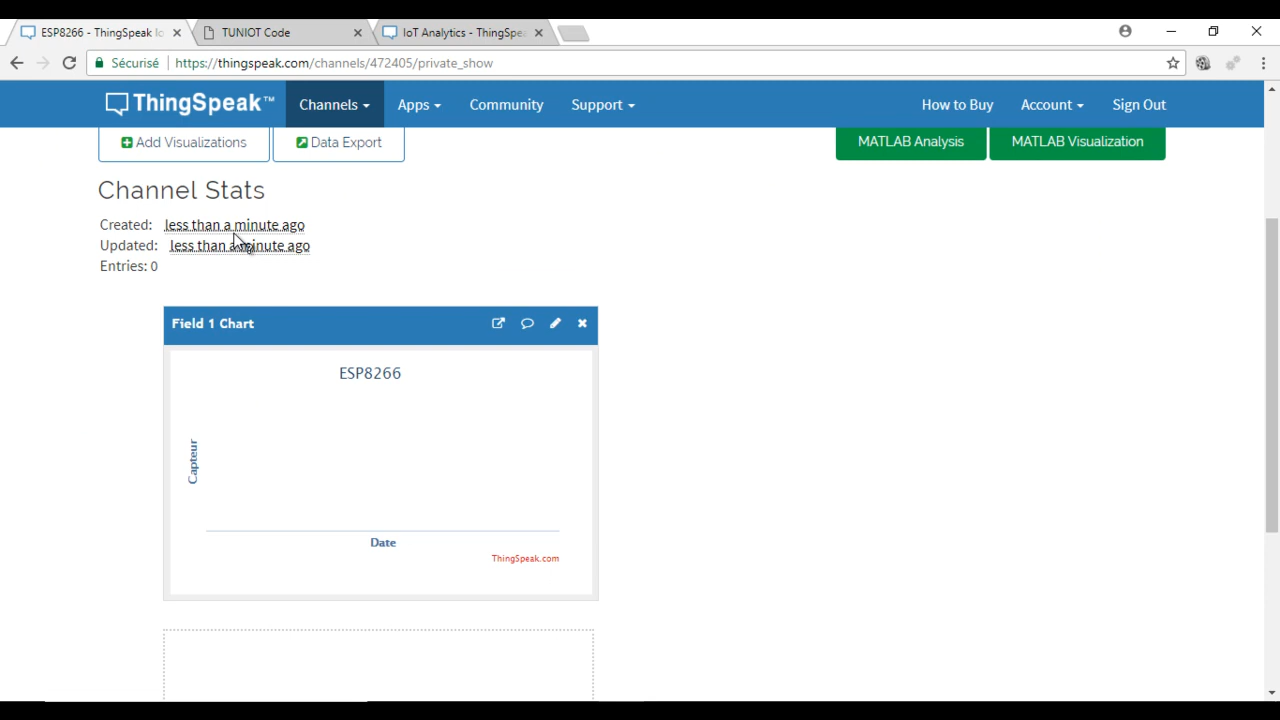 ESP8266 - ThingSpeak Io
TUNIOT Code
IoT Analytics - ThingSpe
Sécurisé
https://thingspeak.com/channels/472405/private_show
ThingSpeak™
Channels
Apps
Community
Support
How to Buy
Account
Sign Out
Add Visualizations
Data Export
MATLAB Analysis
MATLAB Visualization
Channel Stats
Created: less than a minute ago
Updated: less than a minute ago
Entries: 0
Field 1 Chart
ESP8266
Capteur
Date
ThingSpeak.com